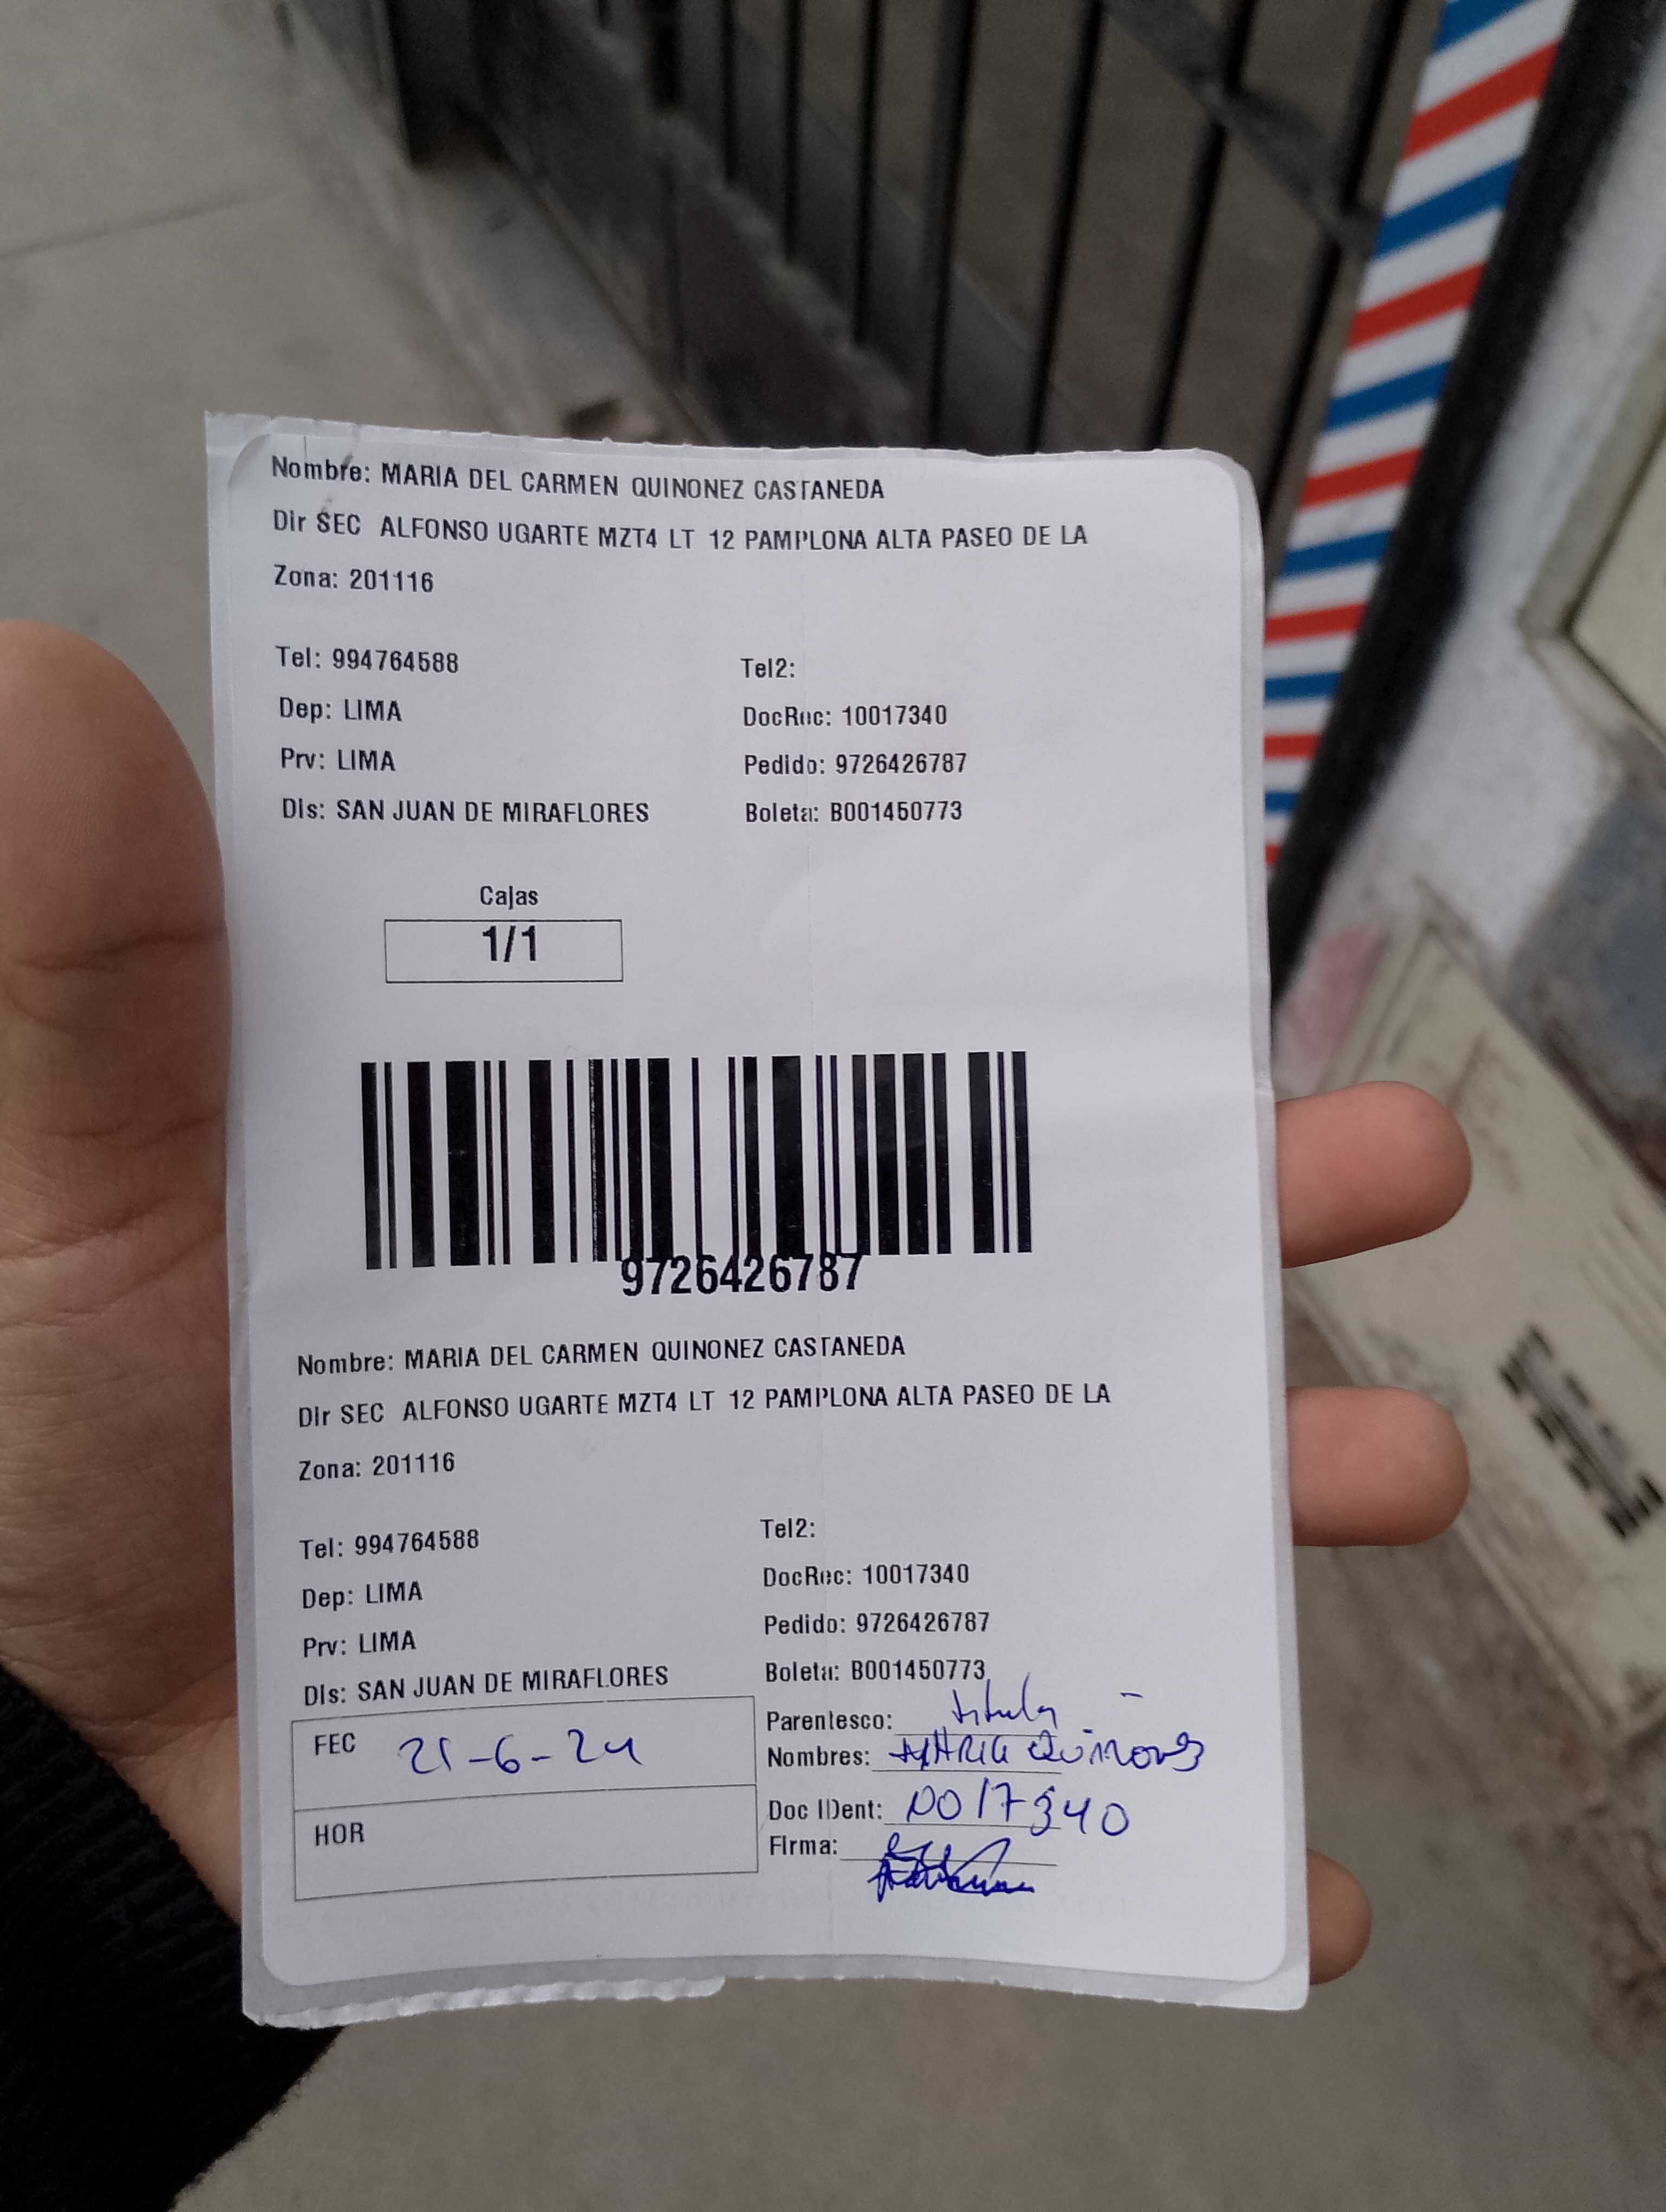 Nombre: MARIA DEL CARMEN QUINONEZ CASTANEDA
Dir SEC ALFONSO UGARTE MZT4 LT 12 PAMPLONA ALTA PASEO DE LA
Zona: 201116
Tel: 994764588 Tel2:
Dep: LIMA DocRec: 10017340
Prv: LIMA Pedido: 9726426787
Dis: SAN JUAN DE MIRAFLORES Boleta: B001450773
Cajas
1/1
9726426787
Nombre: MARIA DEL CARMEN QUINONEZ CASTANEDA
Dir SEC ALFONSO UGARTE MZT4 LT 12 PAMPLONA ALTA PASEO DE LA
Zona: 201116
Tel: 994764588 Tel2:
Dep: LIMA DocRec: 10017340
Prv: LIMA Pedido: 9726426787
Dis: SAN JUAN DE MIRAFLORES Boleta: B001450773
Parentesco:
FEC 21-6-24
Nombres: MARIA
Doc IDent:
HOR
Firma: